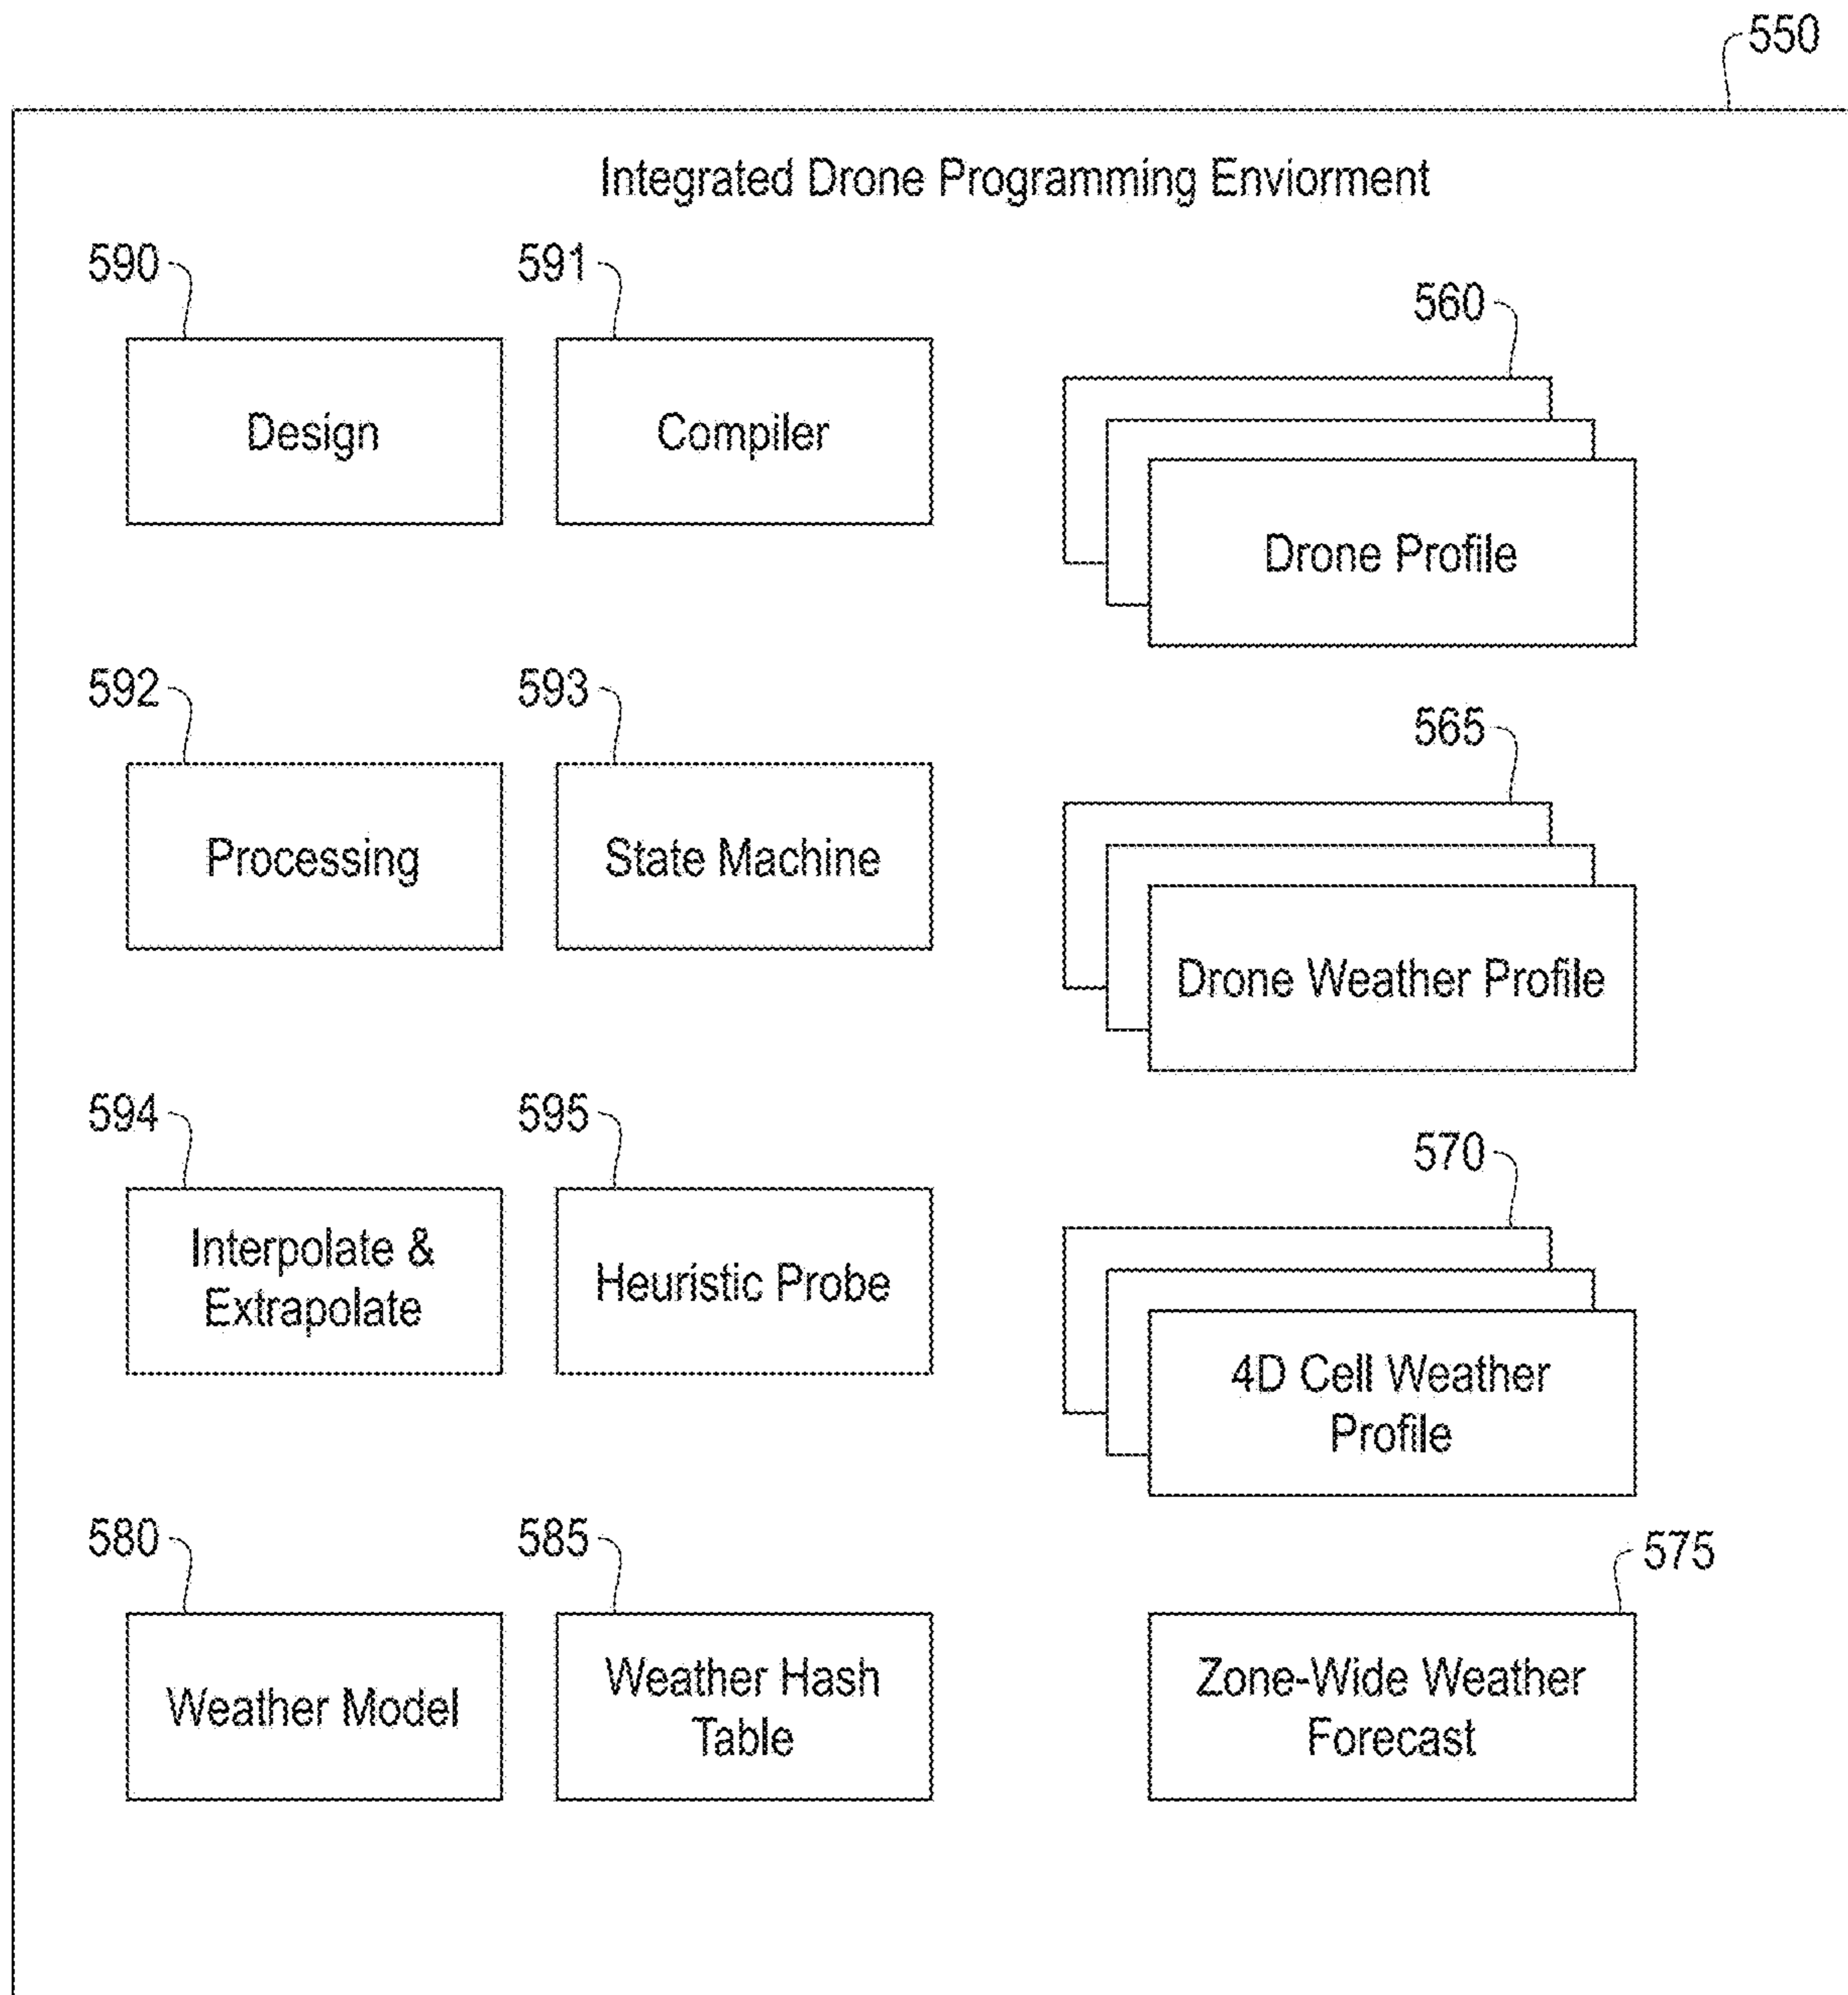 550
Integrated Drone Programming Enviorment
590
591
560
Design
Compiler
Drone Profile
592
593
565
Processing
State Machine
Drone Weather Profile
594
595
570
Interpolate &
Extrapolate
Heuristic Probe
4D Cell Weather
Profile
580
585
575
Weather Model
Weather Hash
Table
Zone-Wide Weather
Forecast